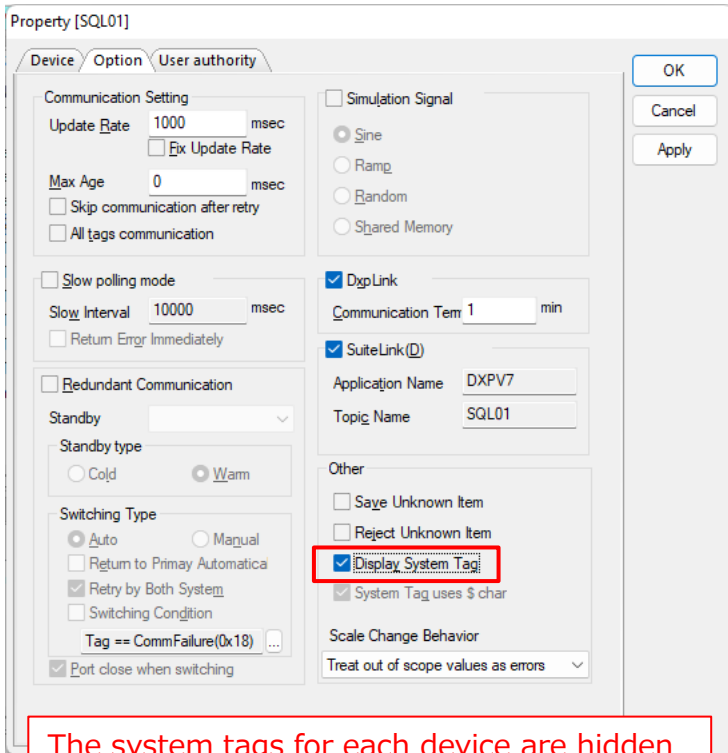 Property [SQL01]
Device Option User authority
OK
Cancel
Apply
Communication Setting
Update Rate 1000 msec
Fix Update Rate
Max Age 0 msec
Skip communication after retry
All tags communication
Simulation Signal
Sine
Ramp
Random
Shared Memory
Slow polling mode
Slow Interval 10000 msec
Return Error Immediately
DxpLink
Communication Term 1 min
SuiteLink(D)
Application Name DXPV7
Topic Name SQL01
Redundant Communication
Standby
Standby type
Cold Warm
Switching Type
Auto Manual
Return to Primay Automatical
Retry by Both System
Switching Condition
Tag == CommFailure(0x18) ...
Port close when switching
Other
Save Unknown Item
Reject Unknown Item
Display System Tag
System Tag uses $ char
Scale Change Behavior
Treat out of scope values as errors
The system tags for each device are hidden